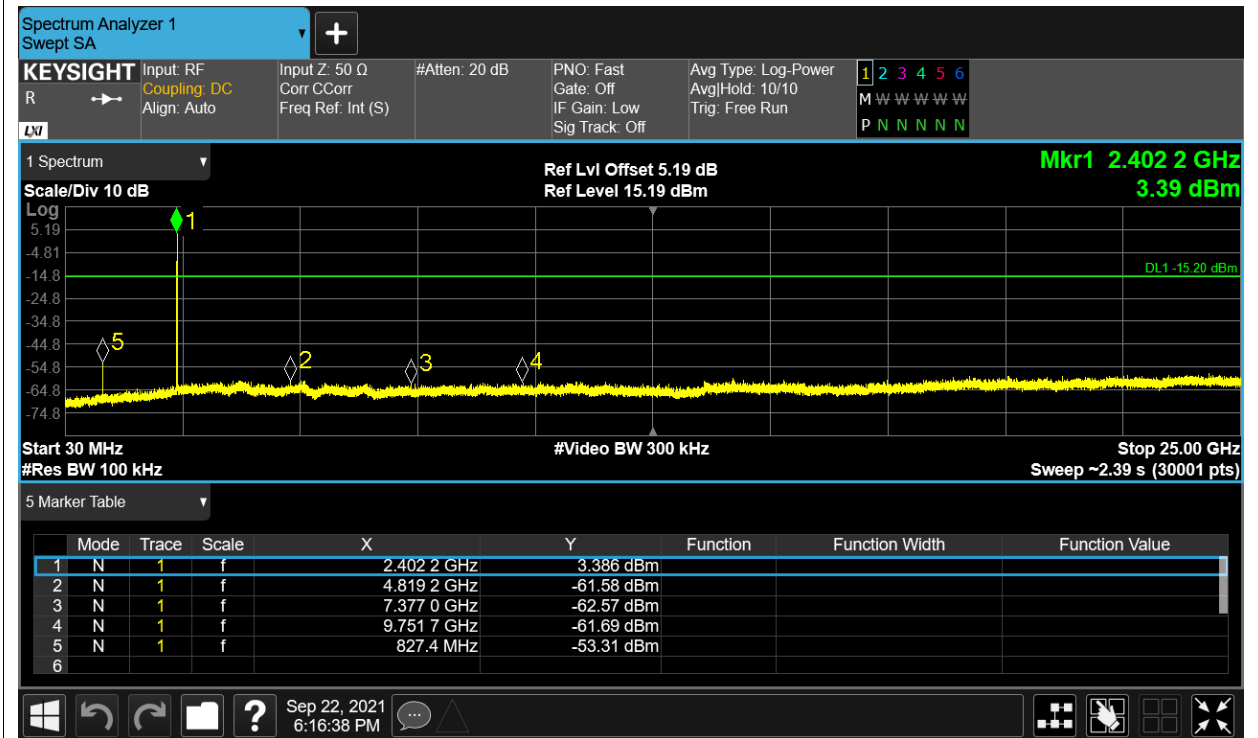 Spectrum Analyzer 1
Swept SA
KEYSIGHT
R
LXI
Input: RF
Coupling: DC
Align: Auto
Input Z: 50 Ω
Corr CCorr
Freq Ref: Int (S)
#Atten: 20 dB
PNO: Fast
Gate: Off
IF Gain: Low
Sig Track: Off
Avg Type: Log-Power
Avg|Hold: 10/10
Trig: Free Run
1 2 3 4 5 6
M W W W W W
P N N N N N
1 Spectrum
Scale/Div 10 dB
Ref Lvl Offset 5.19 dB
Ref Level 15.19 dBm
Mkr1 2.402 2 GHz
3.39 dBm
Log
5.19
-4.81
-14.8
-24.8
-34.8
-44.8
-54.8
-64.8
-74.8
1
DL1 -15.20 dBm
5
2
3
4
Start 30 MHz
#Video BW 300 kHz
Stop 25.00 GHz
#Res BW 100 kHz
Sweep ~2.39 s (30001 pts)
5 Marker Table
Mode Trace Scale X Y Function Function Width Function Value
1 N 1 f 2.402 2 GHz 3.386 dBm
2 N 1 f 4.819 2 GHz -61.58 dBm
3 N 1 f 7.377 0 GHz -62.57 dBm
4 N 1 f 9.751 7 GHz -61.69 dBm
5 N 1 f 827.4 MHz -53.31 dBm
6
?
Sep 22, 2021
6:16:38 PM